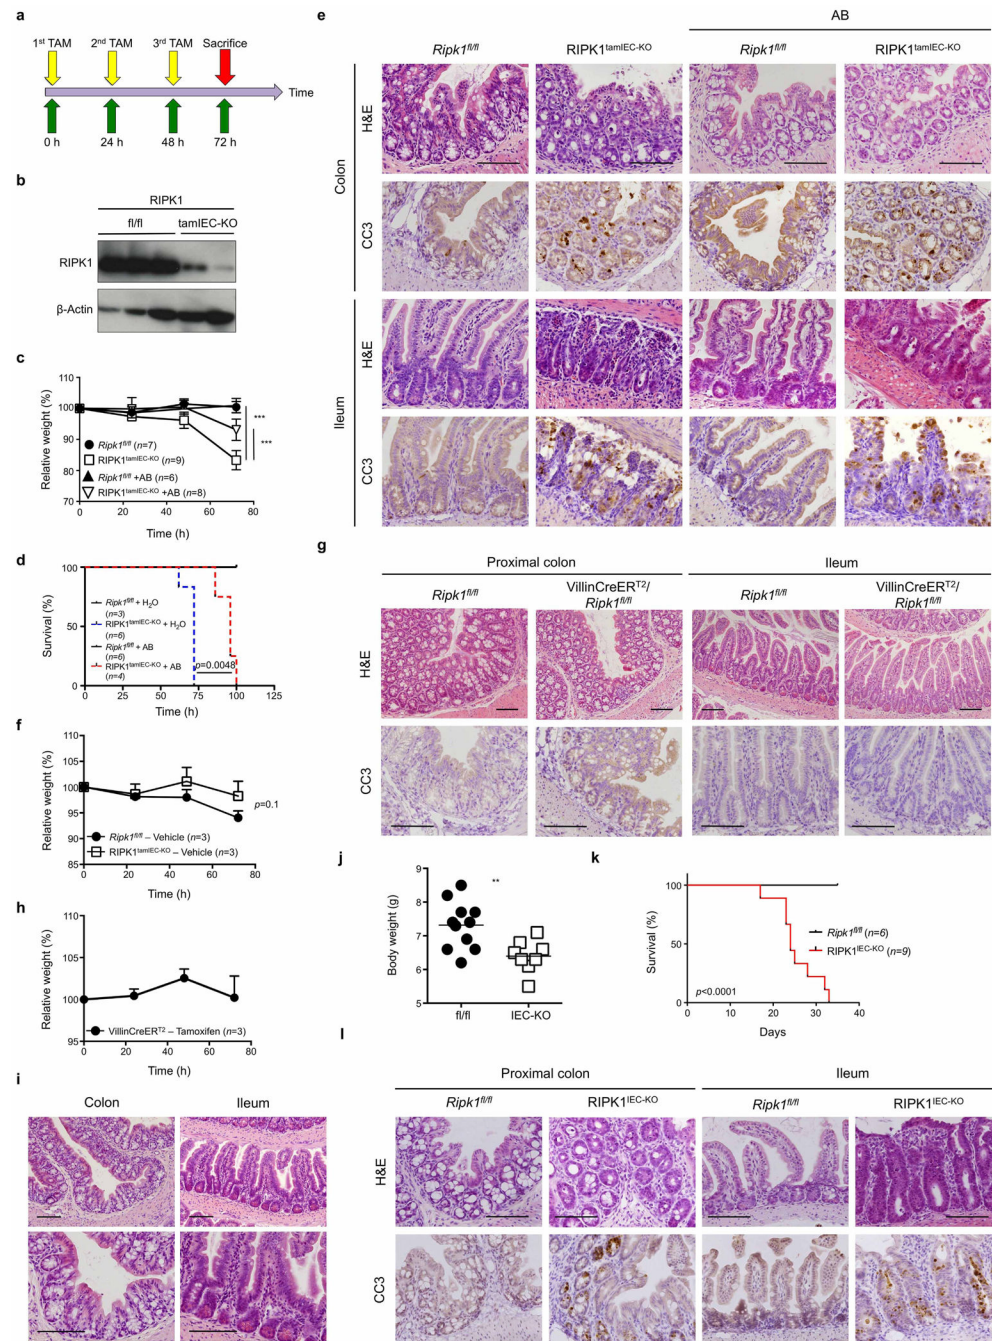 a
1st TAM 2nd TAM 3rd TAM Sacrifice
Time
0 h 24 h 48 h 72 h
b
RIPK1
fl/fl tamIEC-KO
RIPK1
β-Actin
c
Relative weight (%)
110
100
90
80
70
Ripk1fl/fl (n=7)
RIPK1tamIEC-KO (n=9)
Ripk1fl/fl +AB (n=6)
RIPK1tamIEC-KO +AB (n=8)
***
***
0 20 40 60 80
Time (h)
d
Survival (%)
100
50
0
Ripk1fl/fl + H2O
(n=3)
RIPK1tamIEC-KO + H2O
(n=6)
Ripk1fl/fl + AB
(n=6)
RIPK1tamIEC-KO + AB
(n=4)
p=0.0048
0 25 50 75 100 125
Time (h)
f
Relative weight (%)
110
105
100
95
90
85
p=0.1
Ripk1fl/fl – Vehicle (n=3)
RIPK1tamIEC-KO – Vehicle (n=3)
0 20 40 60 80
Time (h)
h
Relative weight (%)
110
105
100
95
VillinCreERT2 – Tamoxifen (n=3)
0 20 40 60 80
Time (h)
i
Colon Ileum
e
AB
Ripk1fl/fl RIPK1tamIEC-KO Ripk1fl/fl RIPK1tamIEC-KO
Colon
H&E
CC3
Ileum
H&E
CC3
g
Proximal colon Ileum
Ripk1fl/fl VillinCreERT2/
Ripk1fl/fl Ripk1fl/fl VillinCreERT2/
Ripk1fl/fl
H&E
CC3
j
Body weight (g)
9
8
7
6
5
**
fl/fl IEC-KO
k
Survival (%)
100
50
0
Ripk1fl/fl (n=6)
RIPK1IEC-KO (n=9)
p<0.0001
0 10 20 30 40
Days
l
Proximal colon Ileum
Ripk1fl/fl RIPK1IEC-KO Ripk1fl/fl RIPK1IEC-KO
H&E
CC3